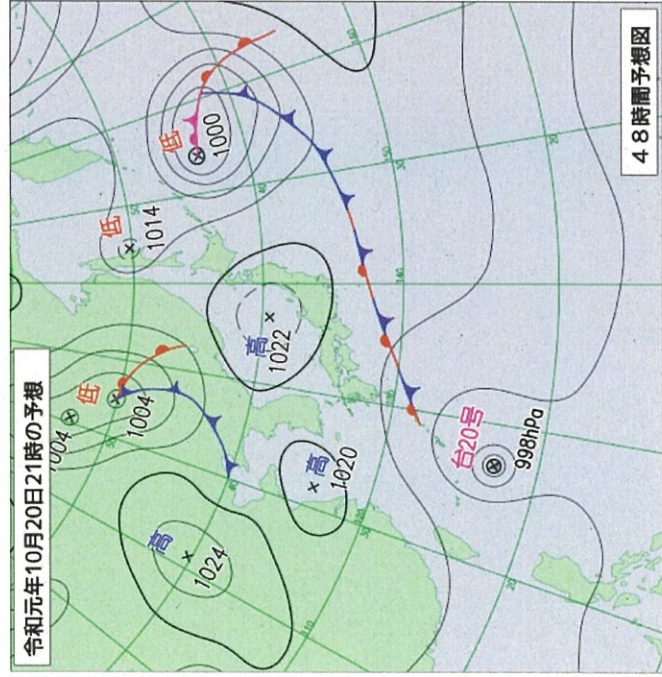 令和元年10月20日21時の予想
1004
低
1004
低
1014
低
1000
高
1024
高
1022
高
1020
台20号
998hPa
48時間予想図